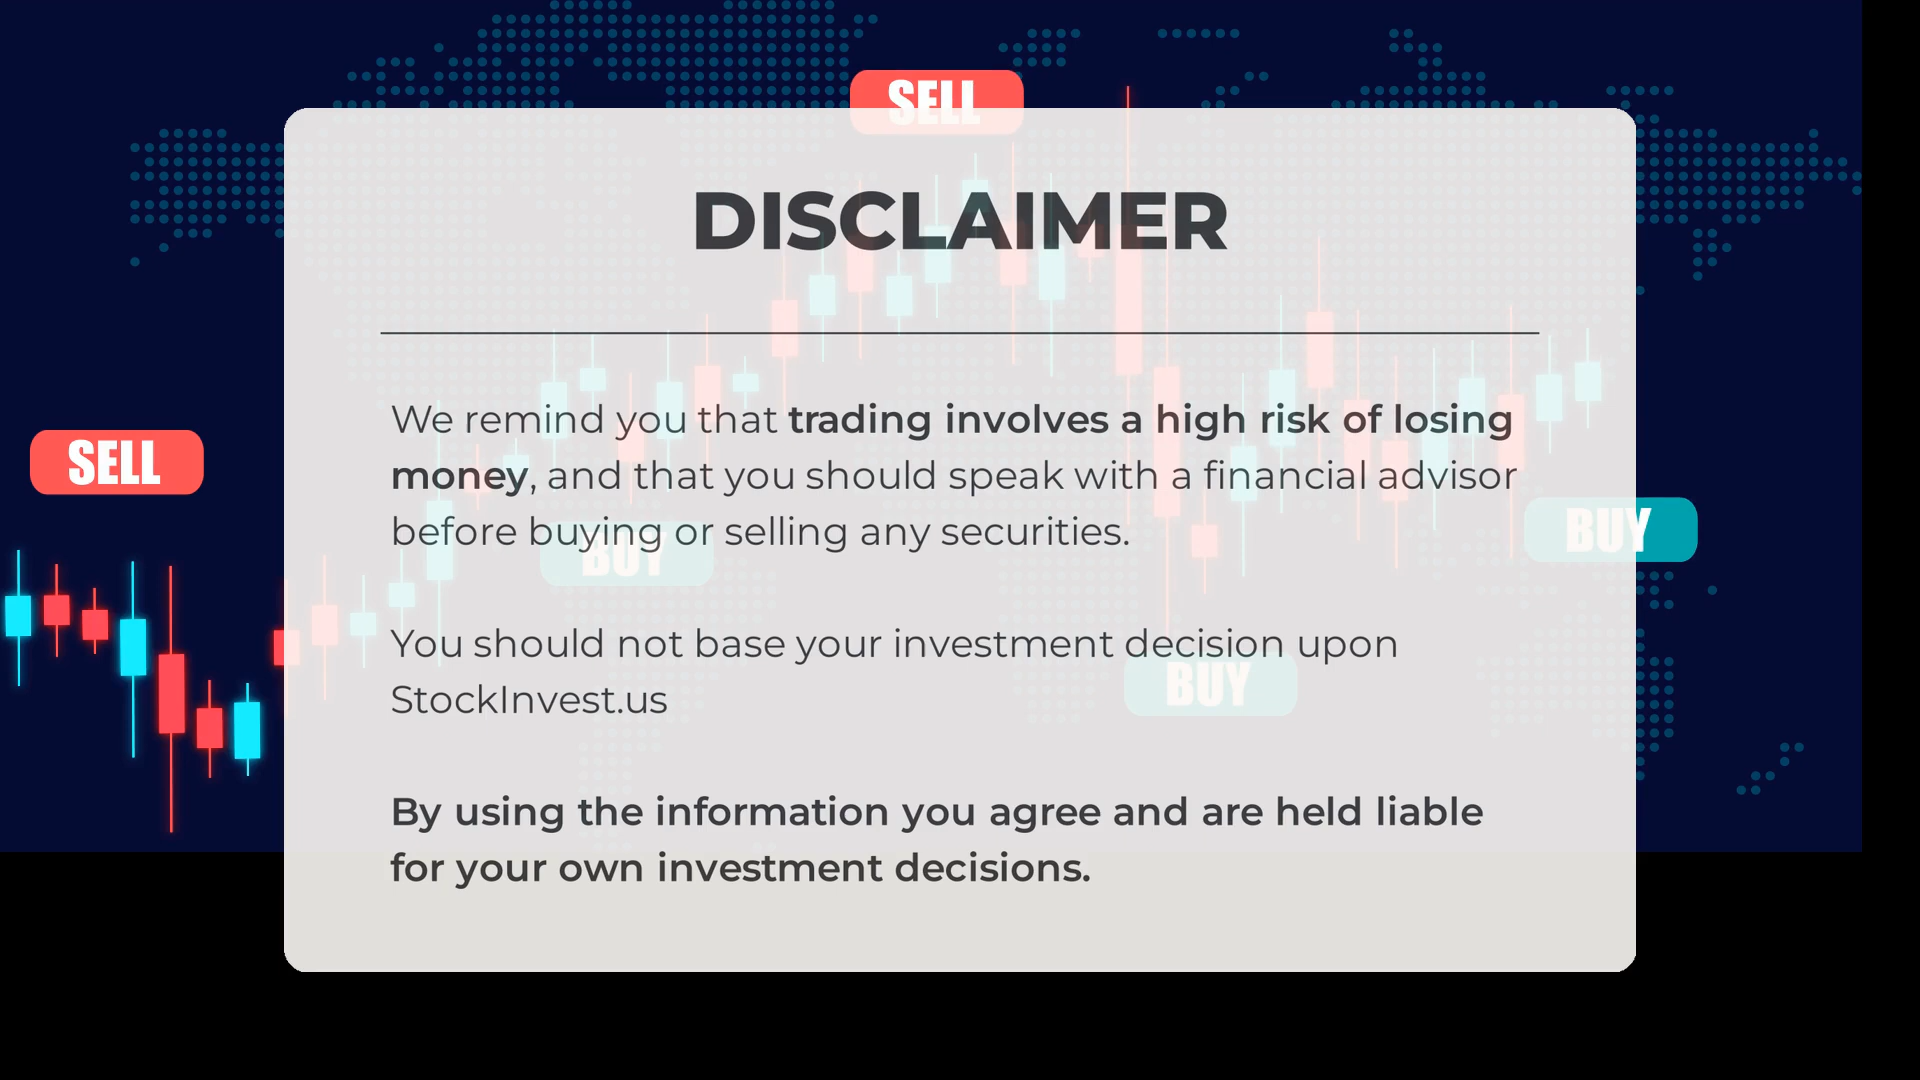 SELL
DISCLAIMER
We remind you that trading involves a high risk of losing
money, and that you should speak with a financial advisor
before buying or selling any securities.
SELL
BUY
BUY
You should not base your investment decision upon
StockInvest.us
BUY
By using the information you agree and are held liable
for your own investment decisions.